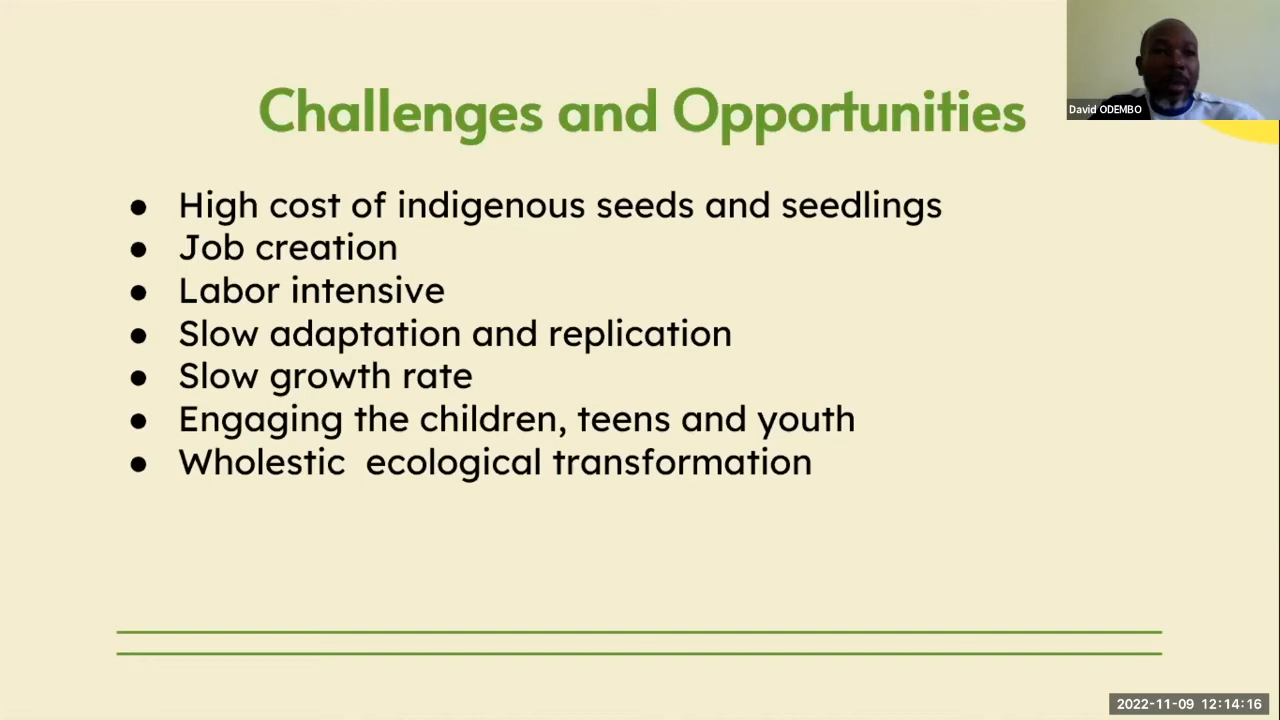 Challenges and Opportunities
David ODEMBO
● High cost of indigenous seeds and seedlings
● Job creation
● Labor intensive
● Slow adaptation and replication
● Slow growth rate
● Engaging the children, teens and youth
● Wholestic  ecological transformation
2022-11-09 12:14:16